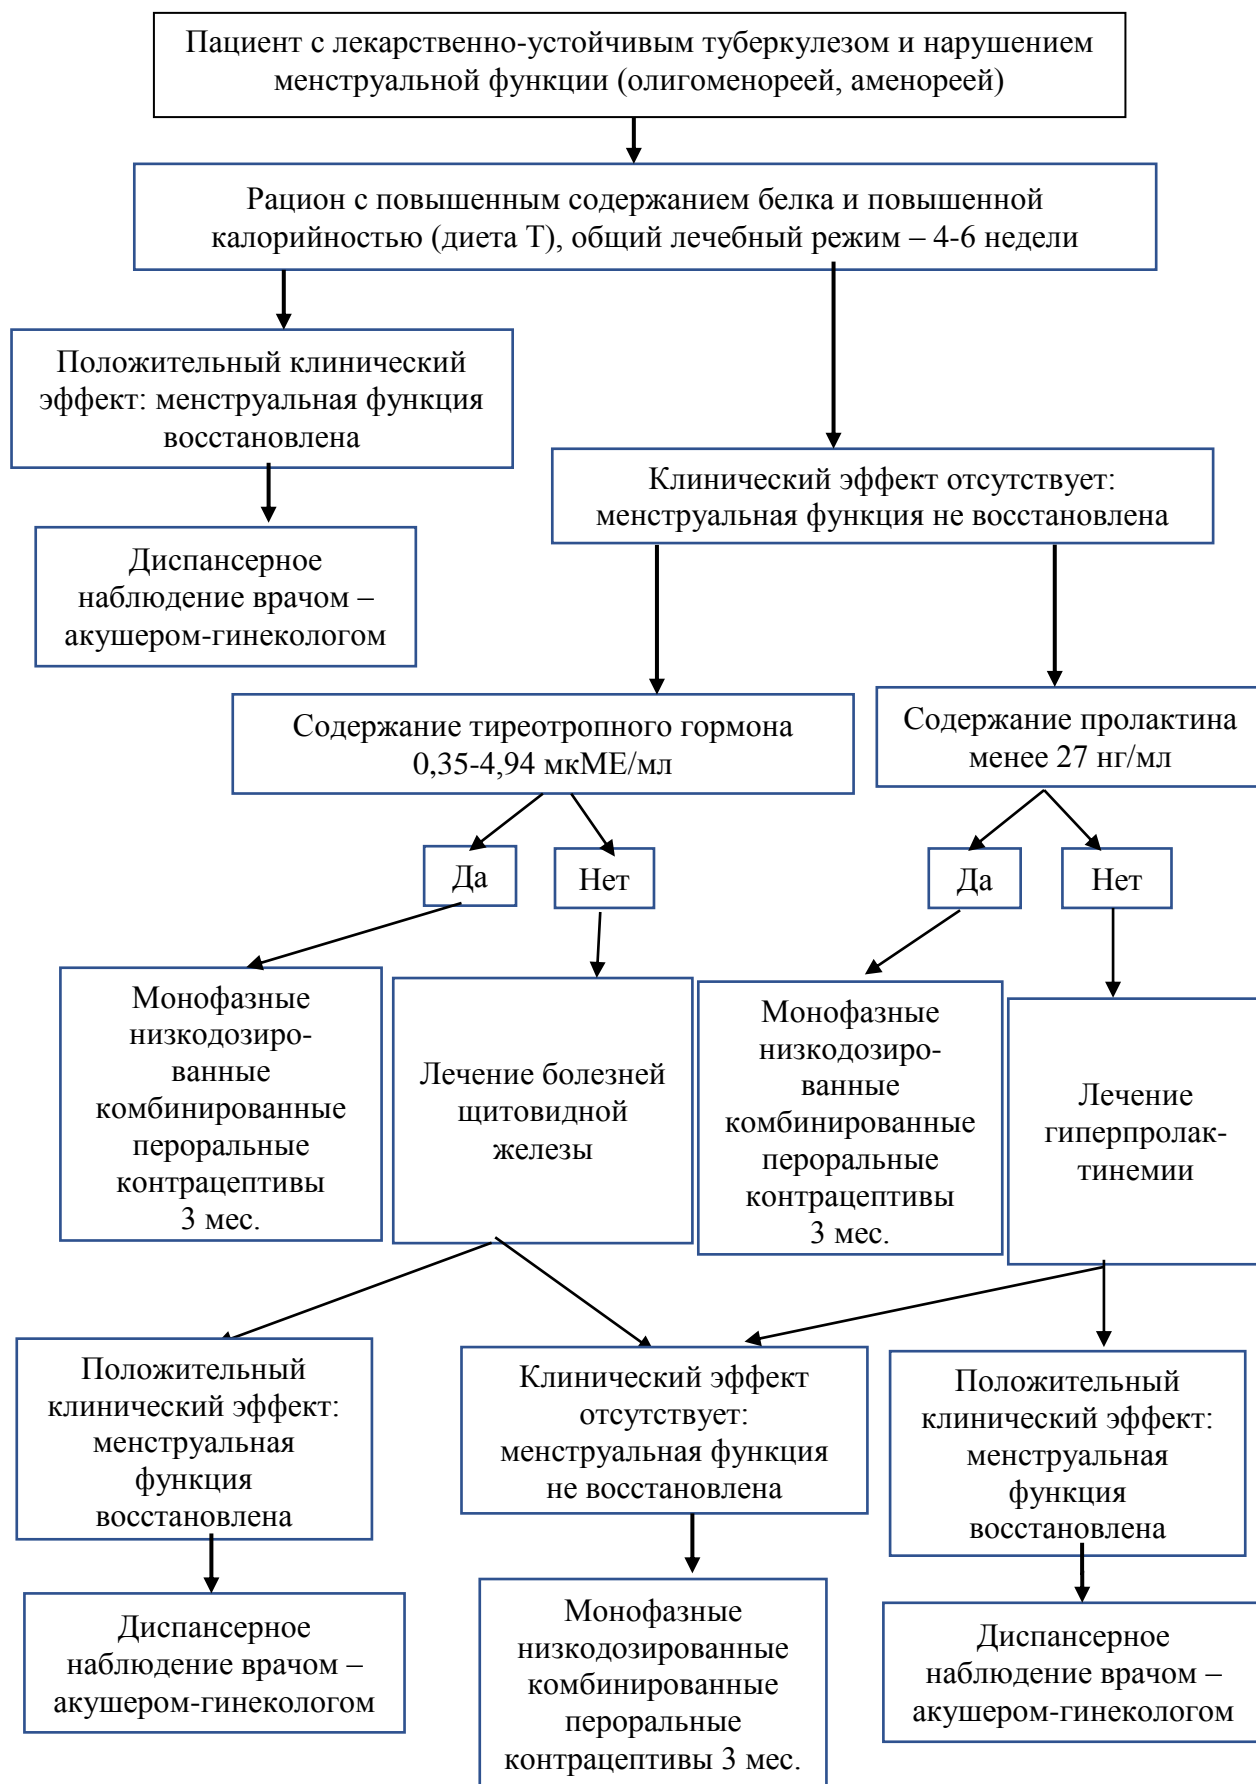 Пациент с лекарственно-устойчивым туберкулезом и нарушением
менструальной функции (олигоменореей, аменореей)
Рацион с повышенным содержанием белка и повышенной
калорийностью (диета Т), общий лечебный режим – 4-6 недели
Положительный клинический
эффект: менструальная функция
восстановлена
Клинический эффект отсутствует:
менструальная функция не восстановлена
Диспансерное
наблюдение врачом –
акушером-гинекологом
Содержание тиреотропного гормона
0,35-4,94 мкМЕ/мл
Содержание пролактина
менее 27 нг/мл
Да
Нет
Да
Нет
Монофазные
низкодозиро-
ванные
комбинированные
пероральные
контрацептивы
3 мес.
Лечение болезней
щитовидной
железы
Монофазные
низкодозиро-
ванные
комбинированные
пероральные
контрацептивы
3 мес.
Лечение
гиперпролак-
тинемии
Положительный
клинический эффект:
менструальная
функция
восстановлена
Клинический эффект
отсутствует:
менструальная функция
не восстановлена
Положительный
клинический эффект:
менструальная
функция
восстановлена
Диспансерное
наблюдение врачом –
акушером-гинекологом
Монофазные
низкодозированные
комбинированные
пероральные
контрацептивы 3 мес.
Диспансерное
наблюдение врачом –
акушером-гинекологом